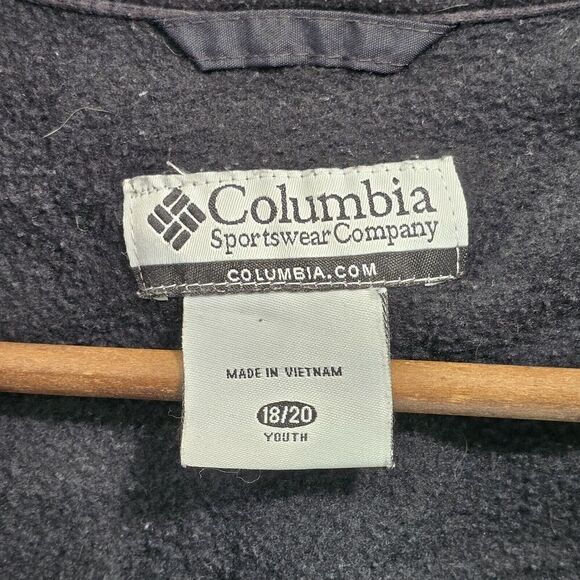 Columbia
Sportswear Company
COLUMBIA.COM
MADE IN VIETNAM
18/20
YOUTH